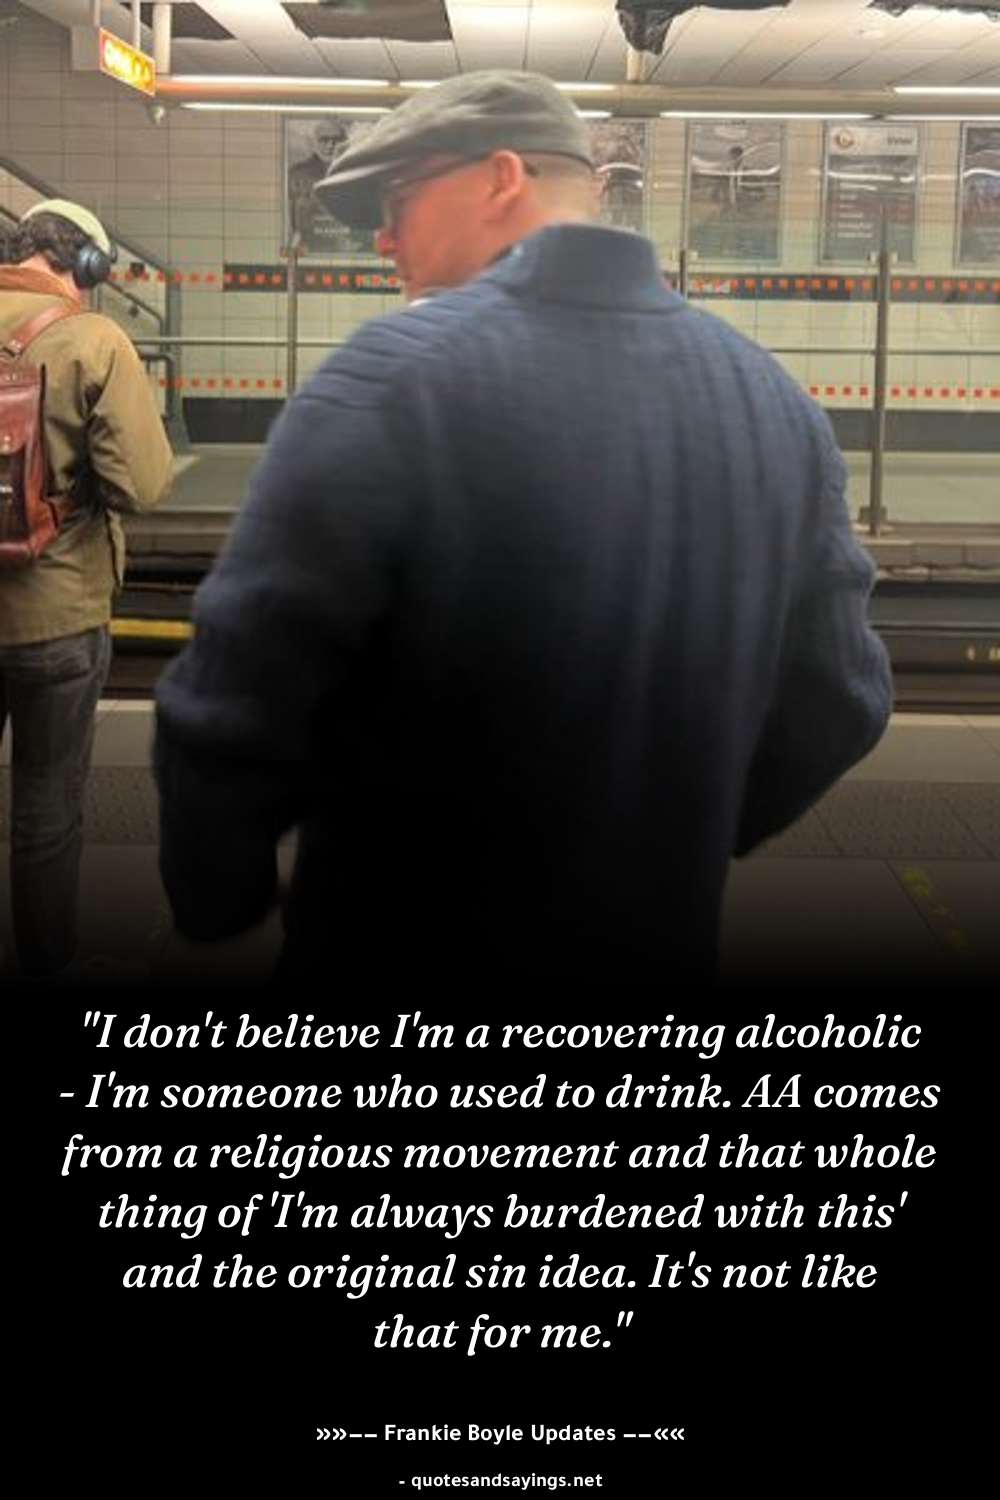 "I don't believe I'm a recovering alcoholic
- I'm someone who used to drink. AA comes
from a religious movement and that whole
thing of 'I'm always burdened with this'
and the original sin idea. It's not like
that for me."
»»–– Frankie Boyle Updates ––««
- quotesandsayings.net